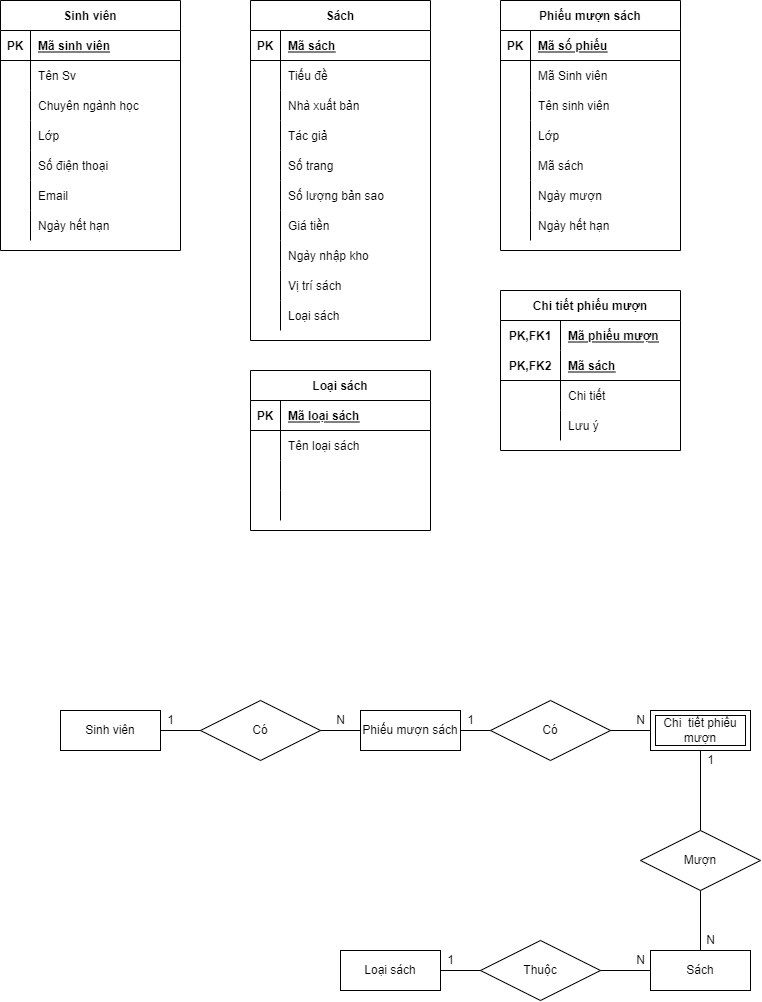 Sinh viên
PK Mã sinh viên
Tên Sv
Chuyên ngành học
Lớp
Số điện thoại
Email
Ngày hết hạn
Sách
PK Mã sách
Tiếu đề
Nhà xuất bản
Tác giả
Số trang
Số lượng bản sao
Giá tiền
Ngày nhập kho
Vị trí sách
Loại sách
Phiếu mượn sách
PK Mã số phiếu
Mã Sinh viên
Tên sinh viên
Lớp
Mã sách
Ngày mượn
Ngày hết hạn
Chi tiết phiếu mượn
PK,FK1 Mã phiếu mượn
PK,FK2 Mã sách
Chi tiết
Lưu ý
Loại sách
PK Mã loại sách
Tên loại sách
Sinh viên 1 Có N Phiếu mượn sách 1 Có N Chi tiết phiếu
mượn
1
Mượn
N
Loại sách 1 Thuộc N Sách